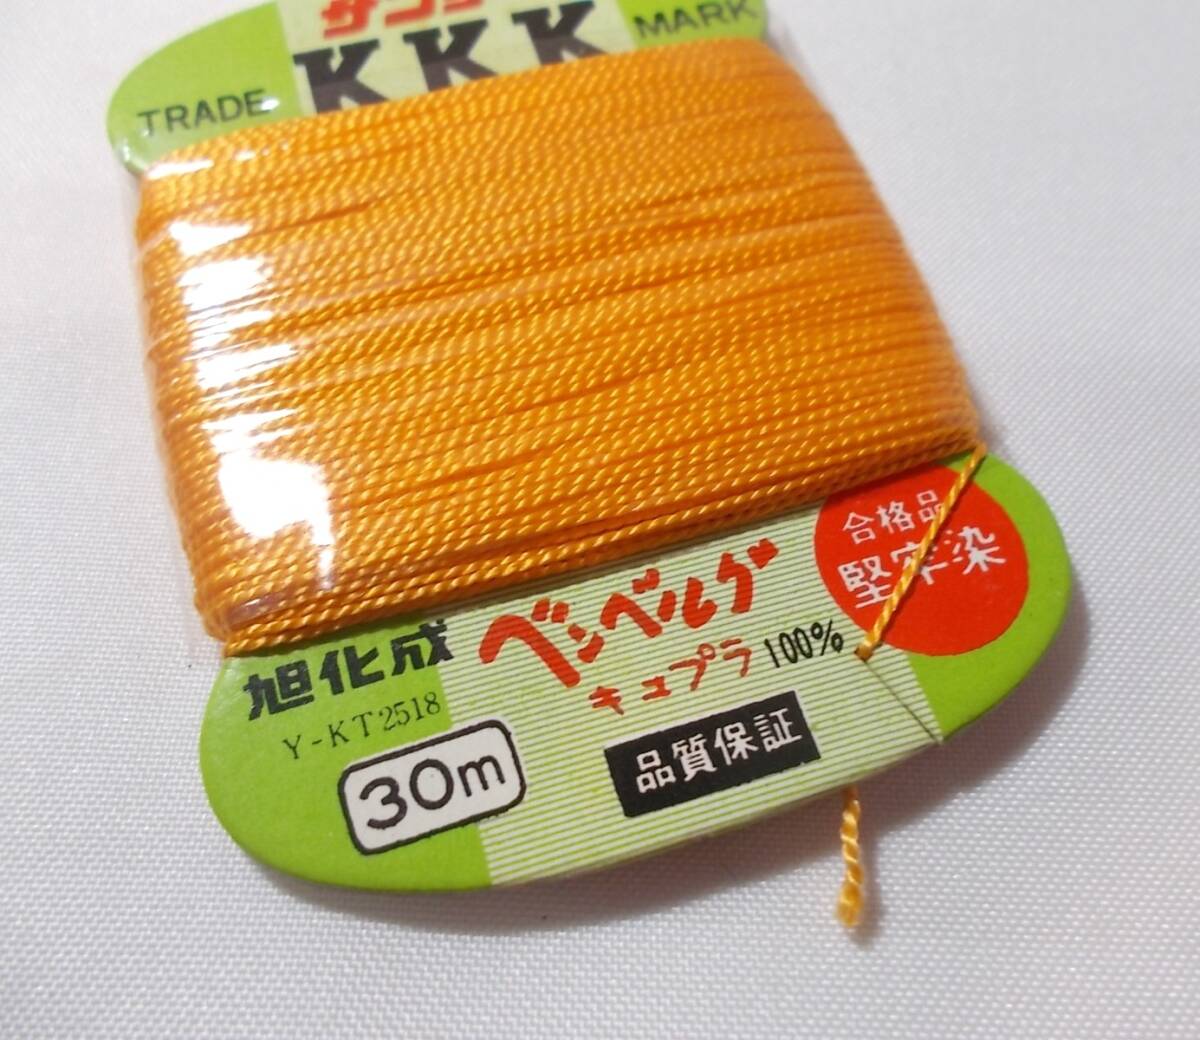 KKK
TRADE
MARK
合格品
堅牢染
旭化成
ベンベルグ
キュプラ 100%
Y-KT2518
30m
品質保証